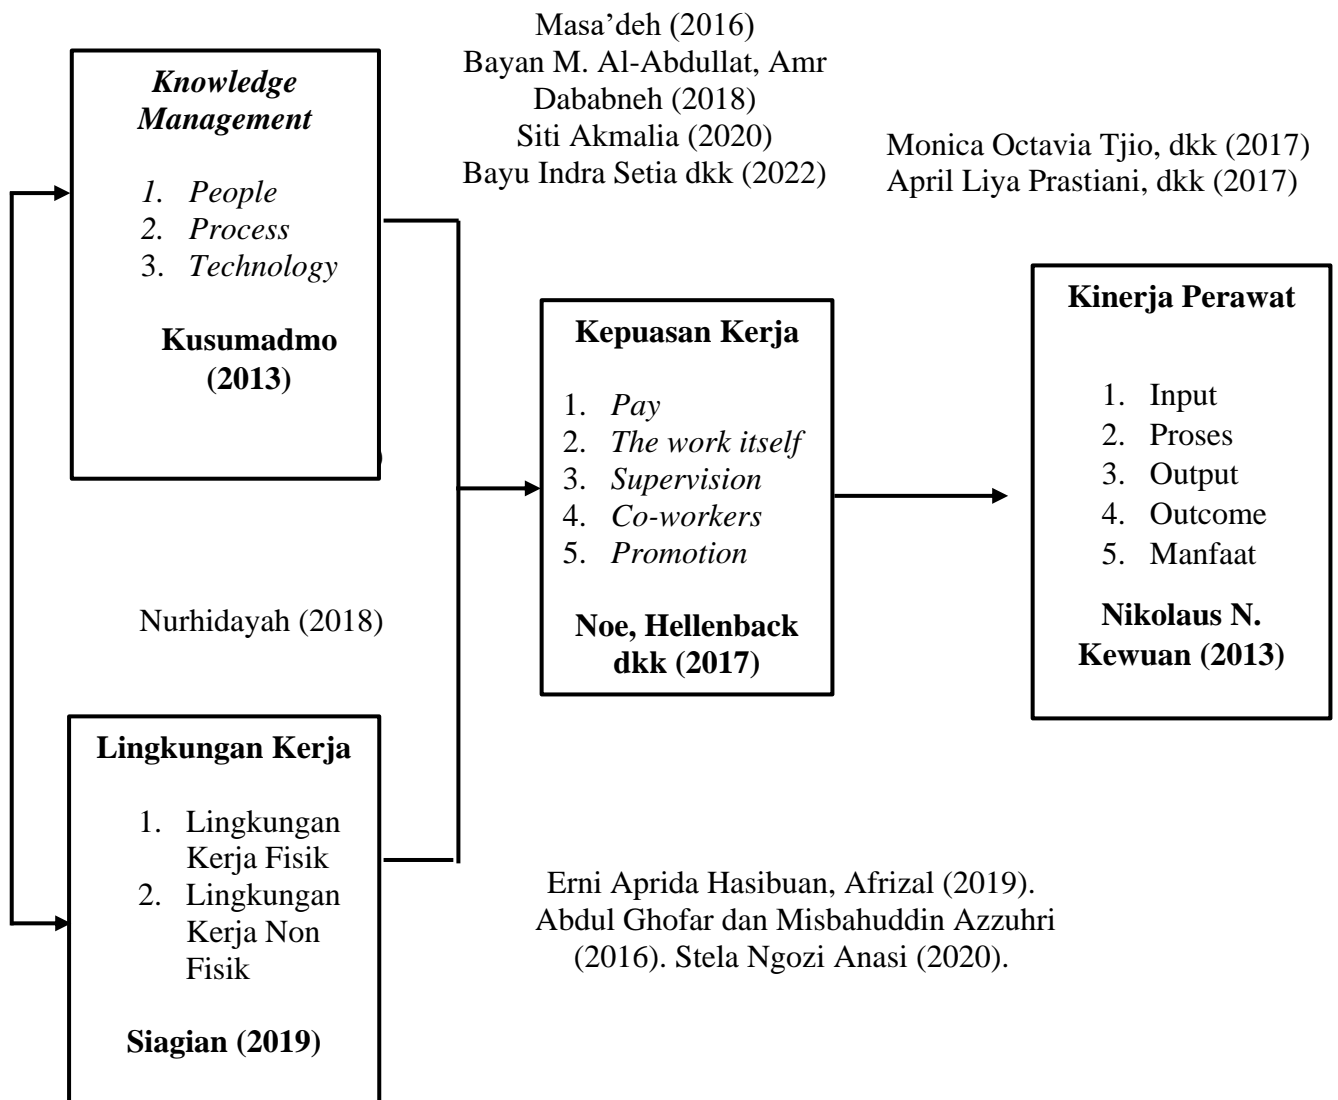 Masa’deh (2016)
Bayan M. Al-Abdullat, Amr
Dababneh (2018)
Siti Akmalia (2020)
Bayu Indra Setia dkk (2022)
Monica Octavia Tjio, dkk (2017)
April Liya Prastiani, dkk (2017)
Knowledge
Management
1. People
2. Process
3. Technology
Kusumadmo
(2013)
Kepuasan Kerja
1. Pay
2. The work itself
3. Supervision
4. Co-workers
5. Promotion
Noe, Hellenback
dkk (2017)
Kinerja Perawat
1. Input
2. Proses
3. Output
4. Outcome
5. Manfaat
Nikolaus N.
Kewuan (2013)
Nurhidayah (2018)
Lingkungan Kerja
1. Lingkungan
Kerja Fisik
2. Lingkungan
Kerja Non
Fisik
Siagian (2019)
Erni Aprida Hasibuan, Afrizal (2019).
Abdul Ghofar dan Misbahuddin Azzuhri
(2016). Stela Ngozi Anasi (2020).